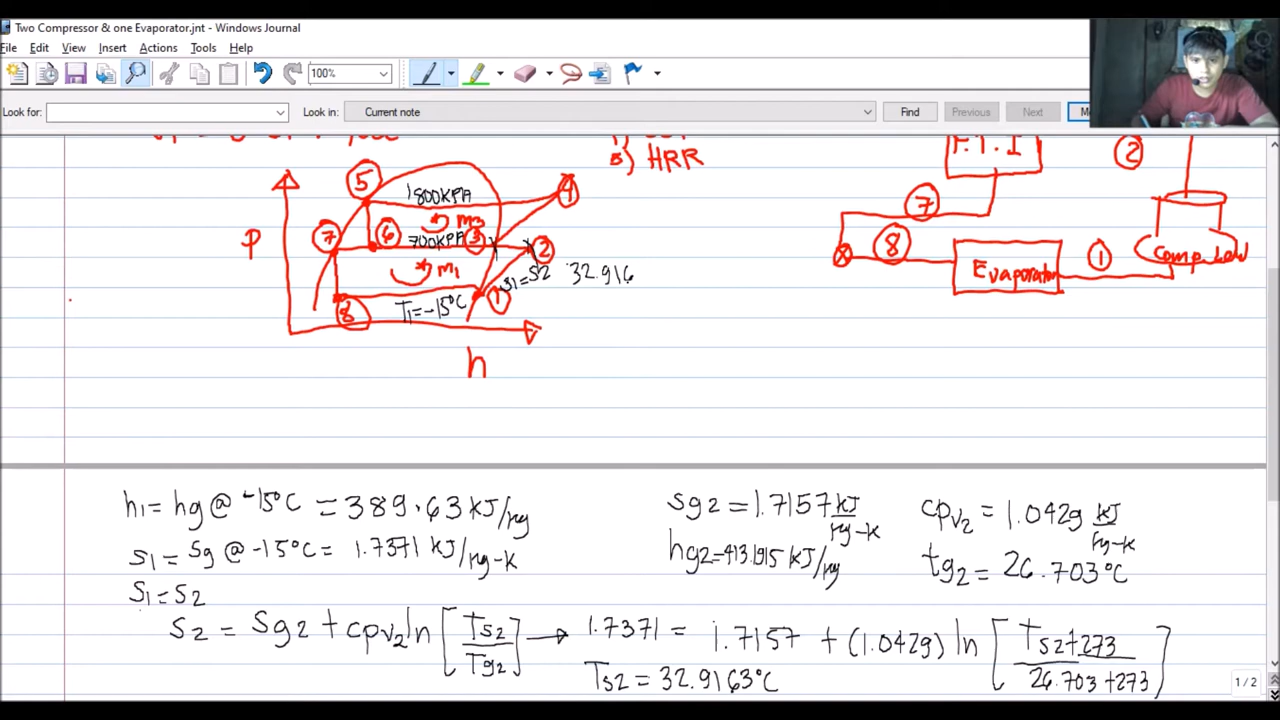 Two Compressor & one Evaporator.jnt - Windows Journal
File Edit View Insert Actions Tools Help
100%
Look for: Look in: Current note Find Previous Next
3) HRR
F.T.I
2
5 1800KPA 4
P 7 6 m3 700KPA 3 2
m1 S1=S2 32.916
8 T1=-15°C 1
h
7
8 Evaporator 1 Comp. Low
h1= hg@ -15°C = 389.63 KJ/kg
S1= Sg@ -15°C= 1.7371 KJ/kg-K
S1=S2
Sg2 = 1.7157 KJ/kg-K
hg2=413.1915 KJ/kg
cpv2 = 1.0429 KJ/kg-K
tg2= 26.703°C
S2 = Sg2 + cpv2 ln [Ts2/Tg2] → 1.7371 = 1.7157 + (1.0429) ln [Ts2+273/26.703+273]
Ts2 = 32.9163°C
1/2